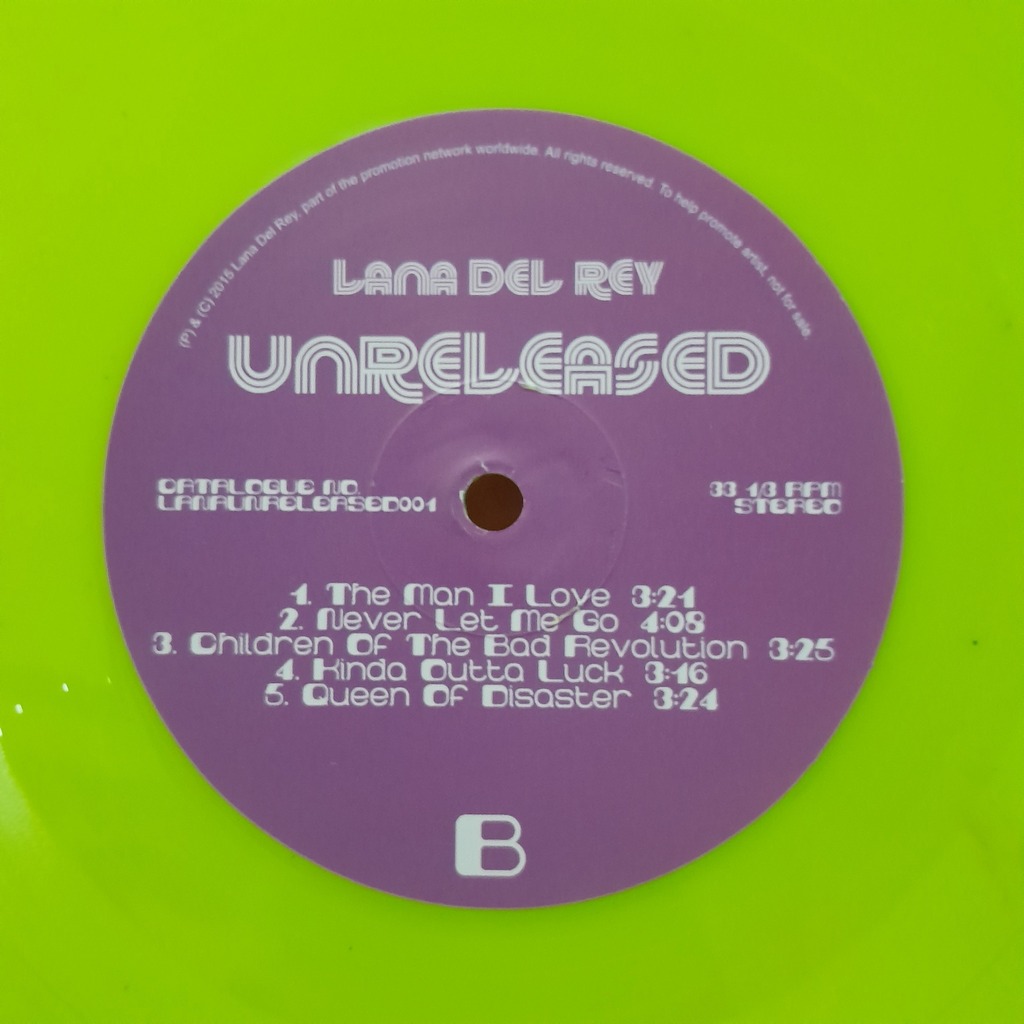 (P) & (C) 2015 Lana Del Rey, part of the promotion network worldwide. All rights reserved. To help promote artist, not for sale.
LANA DEL REY
UNRELEASED
CATALOGUE NO.
LANAUNRELEASED001
33 1/3 RPM
STEREO
1. The Man I Love 3:21
2. Never Let Me Go 4:08
3. Children Of The Bad Revolution 3:25
4. Kinda Outta Luck 3:16
5. Queen Of Disaster 3:24
B